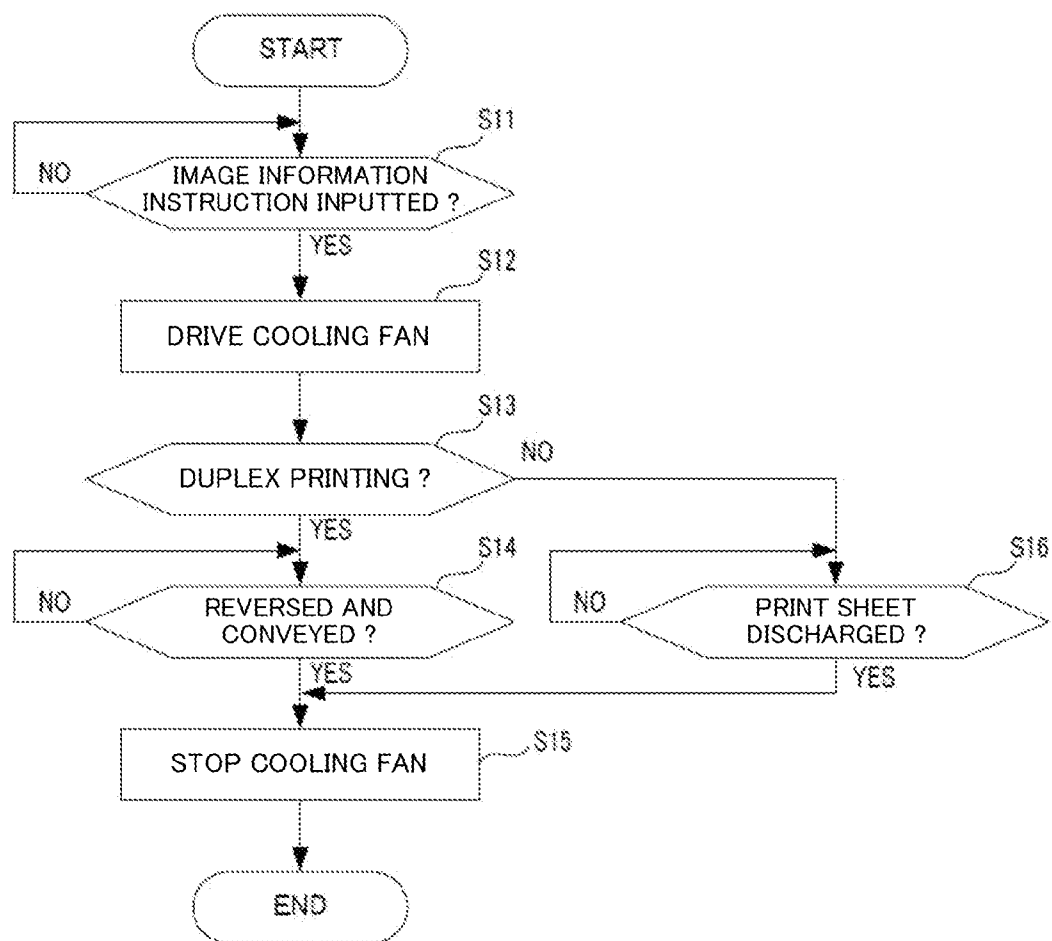 START
S11
NO
IMAGE INFORMATION
INSTRUCTION INPUTTED ?
YES
S12
DRIVE COOLING FAN
S13
DUPLEX PRINTING ?
NO
YES
S14
NO
REVERSED AND
CONVEYED ?
YES
S16
NO
PRINT SHEET
DISCHARGED ?
YES
S15
STOP COOLING FAN
END